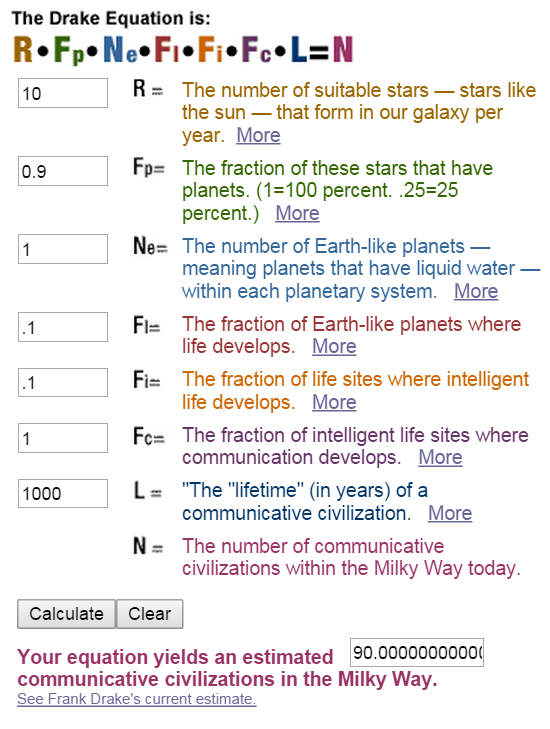 The Drake Equation is:
R•Fp•Ne•Fl•Fi•Fc•L=N
10 R = The number of suitable stars — stars like
the sun — that form in our galaxy per
year. More
0.9 Fp= The fraction of these stars that have
planets. (1=100 percent. .25=25
percent.) More
1 Ne= The number of Earth-like planets —
meaning planets that have liquid water —
within each planetary system. More
.1 Fl= The fraction of Earth-like planets where
life develops. More
.1 Fi= The fraction of life sites where intelligent
life develops. More
1 Fc= The fraction of intelligent life sites where
communication develops. More
1000 L = "The "lifetime" (in years) of a
communicative civilization. More
N = The number of communicative
civilizations within the Milky Way today.
Calculate Clear
Your equation yields an estimated 90.0000000000
communicative civilizations in the Milky Way.
See Frank Drake's current estimate.